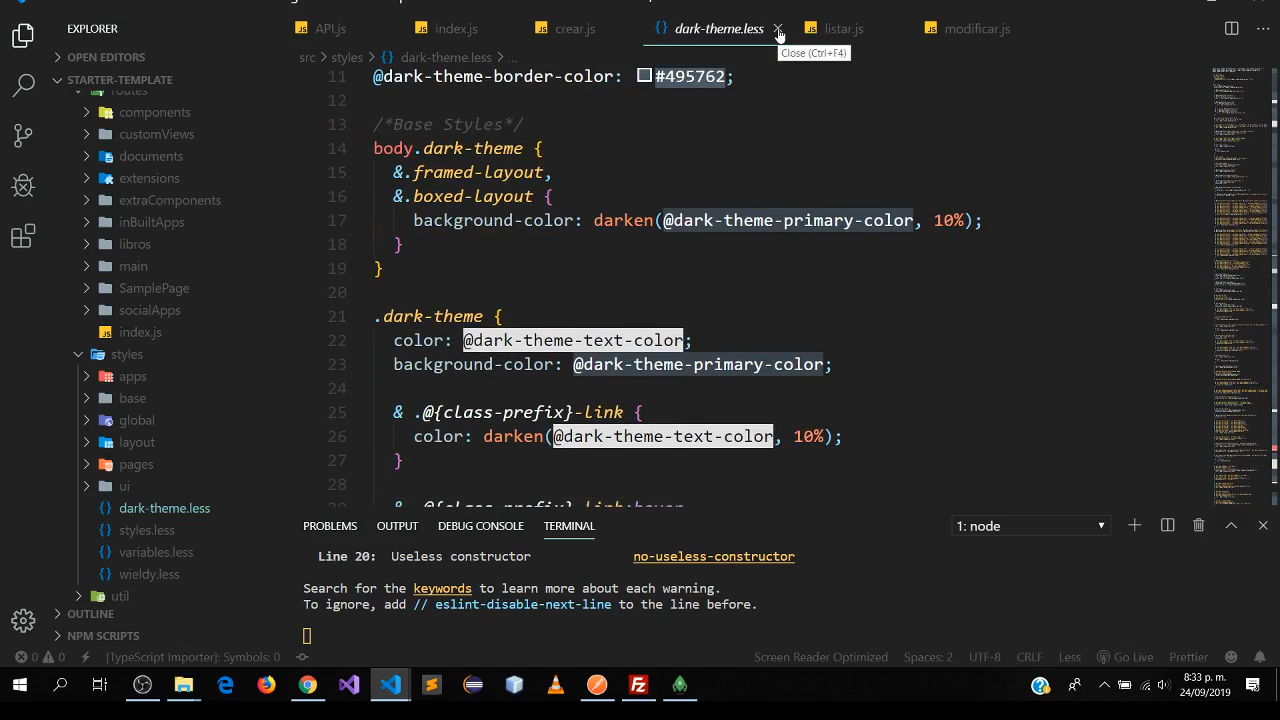 EXPLORER
API.js
index.js
crear.js
dark-theme.less
listar.js
modificar.js
Close (Ctrl+F4)
OPEN EDITORS
STARTER-TEMPLATE
routes
components
customViews
documents
extensions
extraComponents
inBuiltApps
libros
main
SamplePage
socialApps
index.js
styles
apps
base
global
layout
pages
ui
dark-theme.less
styles.less
variables.less
wieldy.less
util
OUTLINE
NPM SCRIPTS
src > styles > dark-theme.less > ...
11 @dark-theme-border-color: #495762;
12
13 /*Base Styles*/
14 body.dark-theme {
15 &.framed-layout,
16 &.boxed-layout {
17 background-color: darken(@dark-theme-primary-color, 10%);
18 }
19 }
20
21 .dark-theme {
22 color: @dark-theme-text-color;
23 background-color: @dark-theme-primary-color;
24
25 & .@{class-prefix}-link {
26 color: darken(@dark-theme-text-color, 10%);
27 }
PROBLEMS
OUTPUT
DEBUG CONSOLE
TERMINAL
1: node
Line 20: Useless constructor no-useless-constructor
Search for the keywords to learn more about each warning.
To ignore, add // eslint-disable-next-line to the line before.
0 0 [TypeScript Importer]: Symbols: 0
Screen Reader Optimized
Spaces: 2
UTF-8
CRLF
Less
Go Live
Prettier
8:33 p. m.
24/09/2019